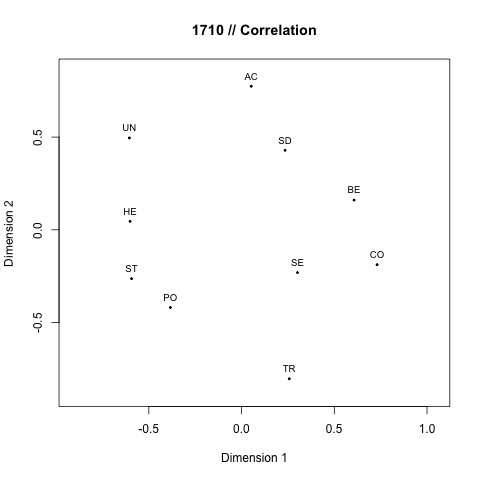 1710 // Correlation
AC
UN
SD
BE
HE
CO
SE
ST
PO
TR
0.5
0.0
-0.5
Dimension 2
-0.5
0.0
0.5
1.0
Dimension 1